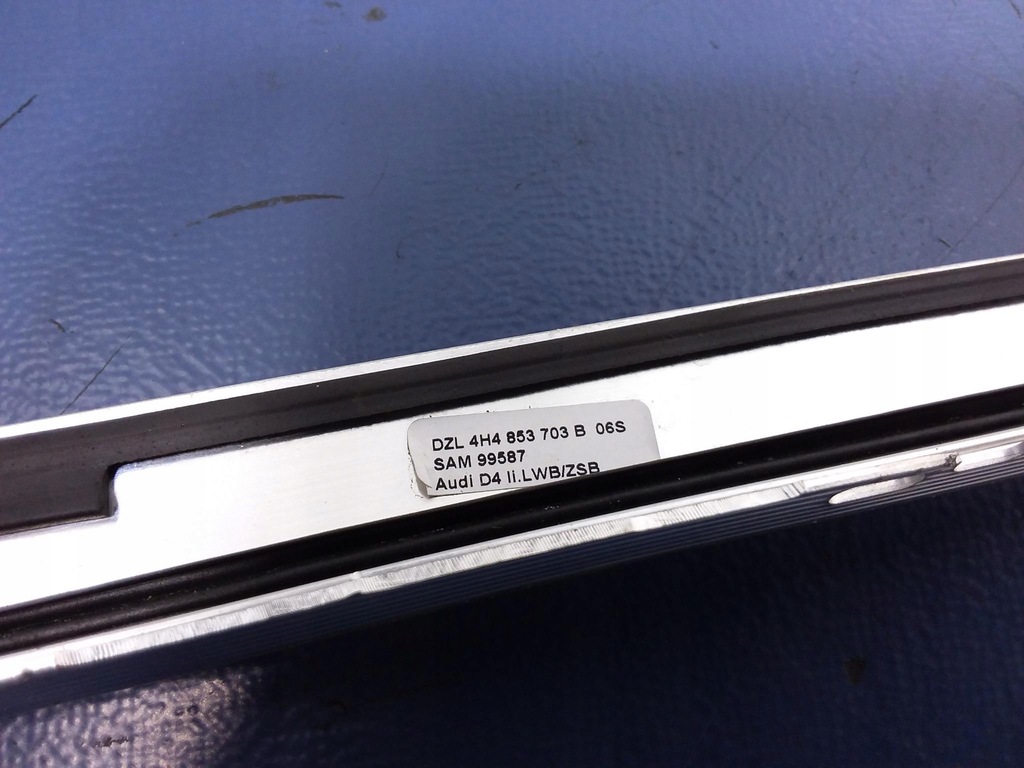 DZL 4H4 853 703 B 06S
SAM 99587
Audi D4 li.LWB/ZSB